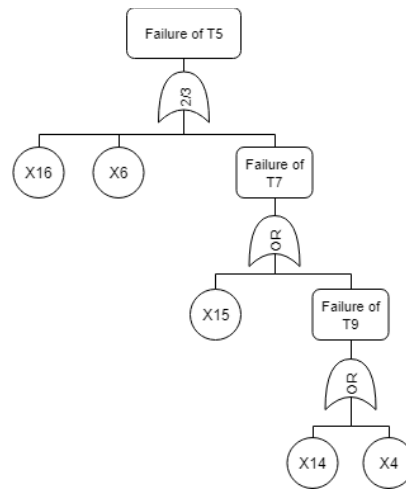 Failure of T5
2/3
X16
X6
Failure of
T7
OR
X15
Failure of
T9
OR
X14
X4